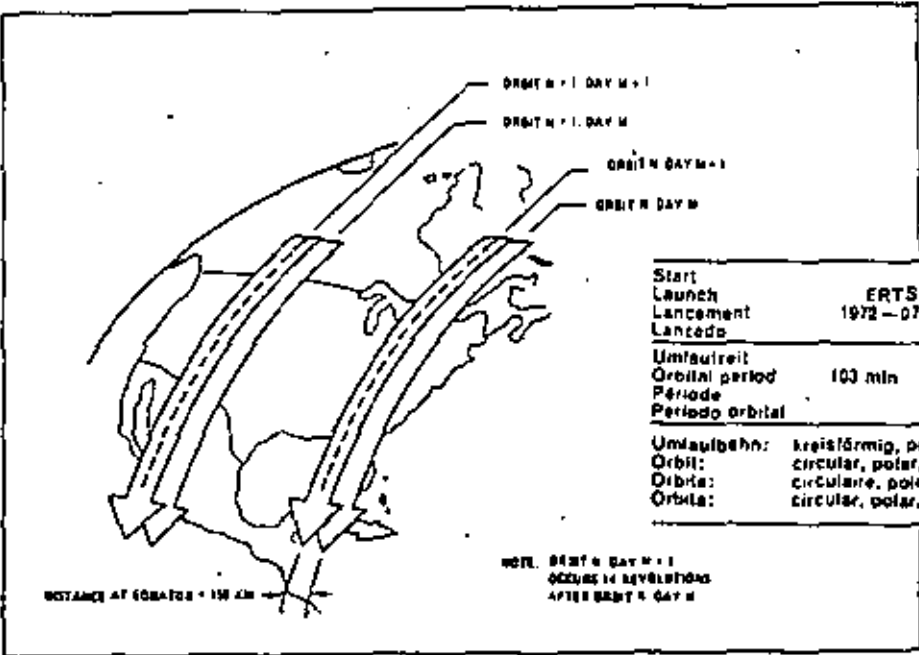 ORBIT N + 1 DAY M + 1
ORBIT N + 1, DAY M
ORBIT N DAY M + 1
ORBIT N DAY M
Start
Launch ERTS
Lancement 1972 – 07
Lancado
Umlaufzeit
Orbital period 103 min
Période
Periodo orbital
Umlaufbahn: kreisförmig, p
Orbit: circular, polar,
Orbite: circulaire, pol
Orbita: circular, polar,
NOTE: ORBIT N DAY M + 1
OCCURS 14 REVOLUTIONS
AFTER ORBIT N DAY M
DISTANCE AT EQUATOR = KM